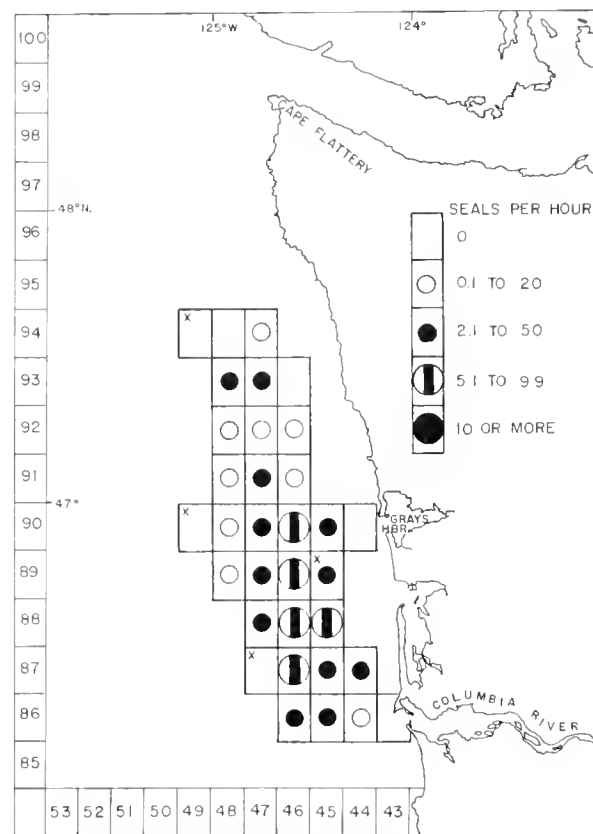 100
125°W
124°
99
98
CAPE FLATTERY
97
48°N.
96
SEALS PER HOUR
0
95
0.1 TO 2.0
94
x
2.1 TO 5.0
93
5.1 TO 9.9
92
10 OR MORE
91
47°
90
x
GRAYS
HBR.
89
x
88
87
x
COLUMBIA RIVER
86
85
53 52 51 50 49 48 47 46 45 44 43